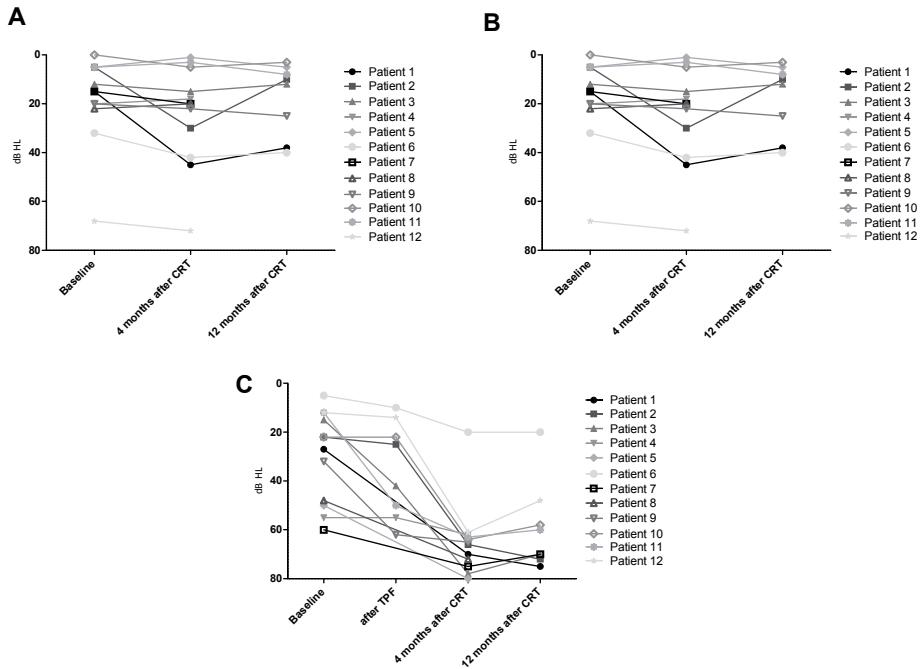 A
0
20
40
60
80
dB HL
Baseline
4 months after CRT
12 months after CRT
Patient 1
Patient 2
Patient 3
Patient 4
Patient 5
Patient 6
Patient 7
Patient 8
Patient 9
Patient 10
Patient 11
Patient 12
B
0
20
40
60
80
dB HL
Baseline
4 months after CRT
12 months after CRT
Patient 1
Patient 2
Patient 3
Patient 4
Patient 5
Patient 6
Patient 7
Patient 8
Patient 9
Patient 10
Patient 11
Patient 12
C
0
20
40
60
80
dB HL
Baseline
after TPF
4 months after CRT
12 months after CRT
Patient 1
Patient 2
Patient 3
Patient 4
Patient 5
Patient 6
Patient 7
Patient 8
Patient 9
Patient 10
Patient 11
Patient 12